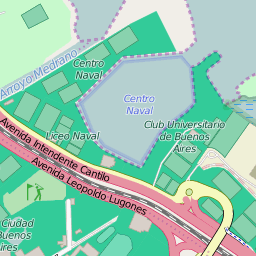 Arroyo Medrano
Centro
Naval
Centro
Naval
Liceo Naval
Club Universitario
de Buenos
Aires
Avenida Intendente Cantilo
Avenida Leopoldo Lugones
Ciudad
Buenos
Aires